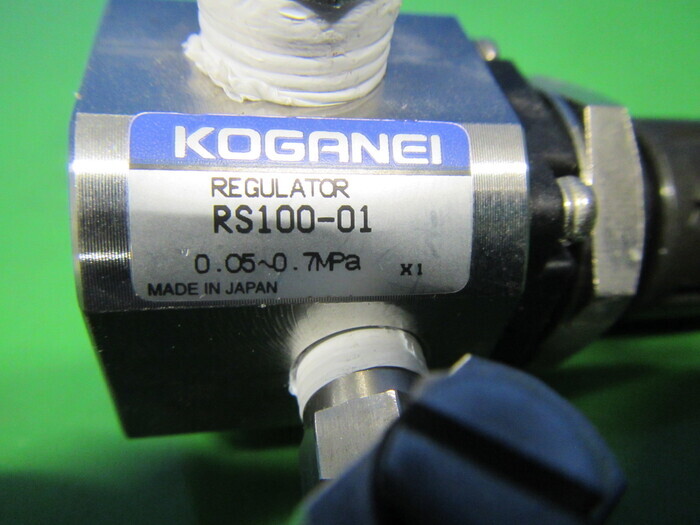 KOGANEI
REGULATOR
RS100-01
0.05~0.7MPa X1
MADE IN JAPAN